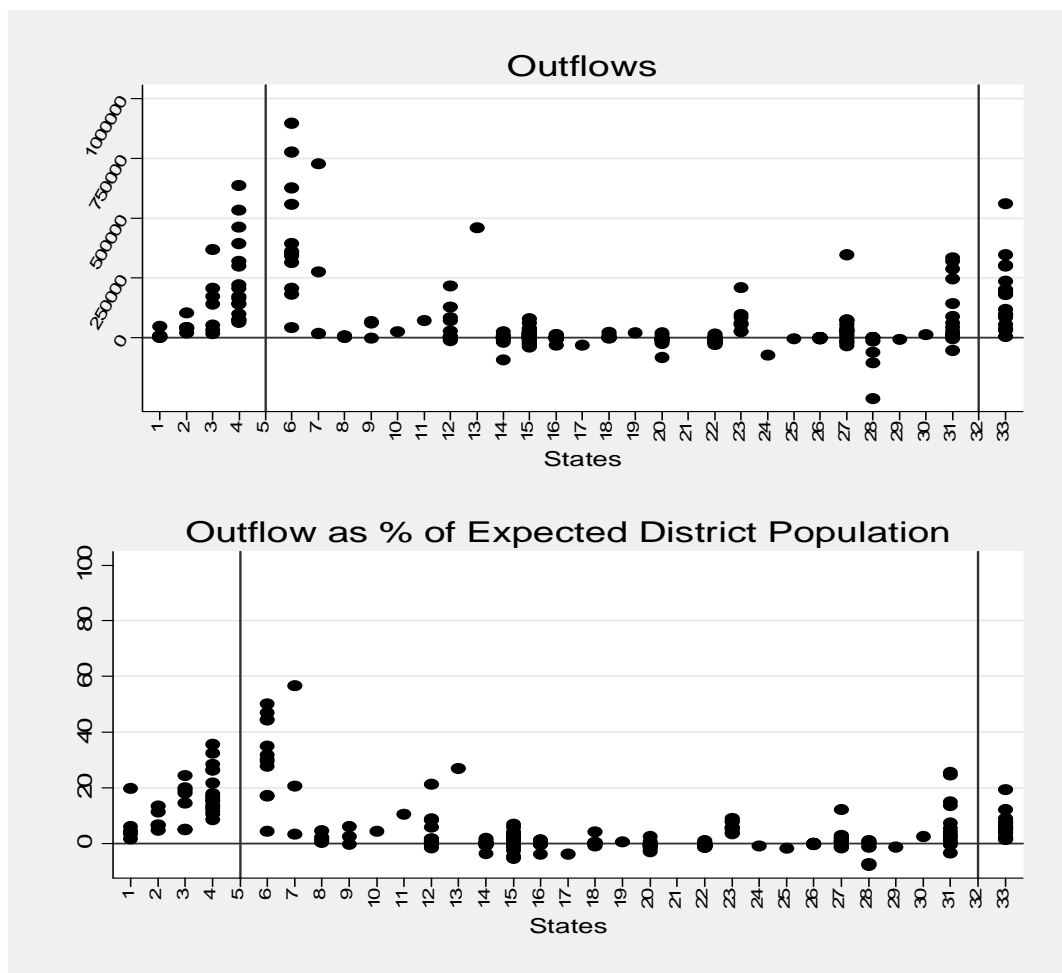 Outflows
1000000
750000
500000
250000
0
1 2 3 4 5 6 7 8 9 10 11 12 13 14 15 16 17 18 19 20 21 22 23 24 25 26 27 28 29 30 31 32 33
States
Outflow as % of Expected District Population
100
80
60
40
20
0
1 2 3 4 5 6 7 8 9 10 11 12 13 14 15 16 17 18 19 20 21 22 23 24 25 26 27 28 29 30 31 32 33
States